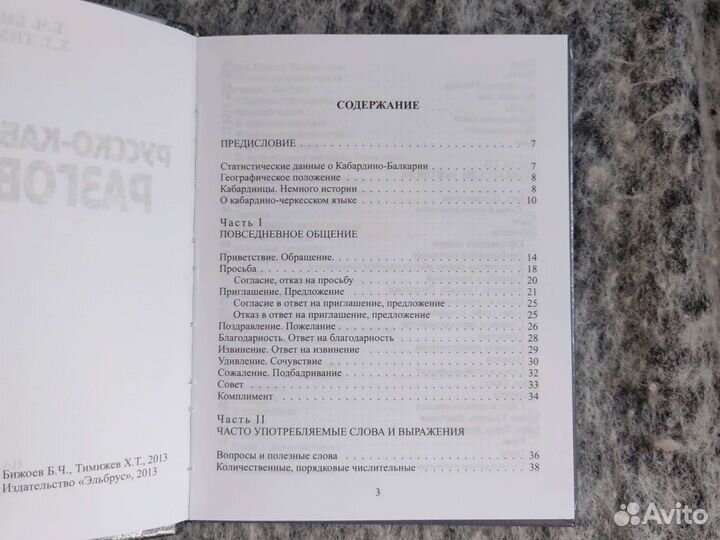 Бижоев Б.Ч., Тимижев Х.Т., 2013
Издательство «Эльбрус», 2013
СОДЕРЖАНИЕ
ПРЕДИСЛОВИЕ . . . . . . . . . . 7
Статистические данные о Кабардино-Балкарии . . . . . . . . . . 7
Географическое положение . . . . . . . . . . 8
Кабардинцы. Немного истории . . . . . . . . . . 8
О кабардино-черкесском языке . . . . . . . . . . 10
Часть I
ПОВСЕДНЕВНОЕ ОБЩЕНИЕ
Приветствие. Обращение. . . . . . . . . . . 14
Просьба . . . . . . . . . . 18
Согласие, отказ на просьбу . . . . . . . . . . 20
Приглашение. Предложение . . . . . . . . . . 21
Согласие в ответ на приглашение, предложение . . . . . . . . . . 25
Отказ в ответ на приглашение, предложение . . . . . . . . . . 25
Поздравление. Пожелание . . . . . . . . . . 26
Благодарность. Ответ на благодарность . . . . . . . . . . 28
Извинение. Ответ на извинение . . . . . . . . . . 29
Удивление. Сочувствие . . . . . . . . . . 30
Сожаление. Подбадривание . . . . . . . . . . 32
Совет . . . . . . . . . . 33
Комплимент . . . . . . . . . . 34
Часть II
ЧАСТО УПОТРЕБЛЯЕМЫЕ СЛОВА И ВЫРАЖЕНИЯ
Вопросы и полезные слова . . . . . . . . . . 36
Количественные, порядковые числительные . . . . . . . . . . 38
3
Avito